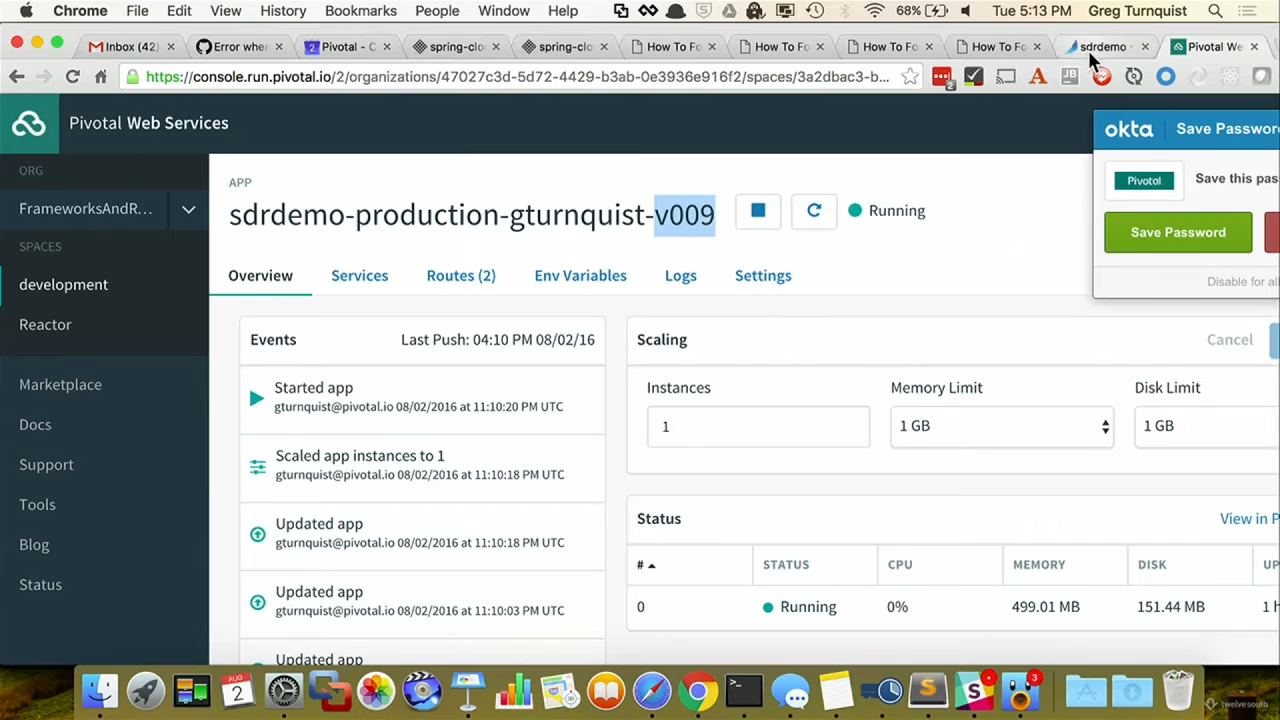 Chrome File Edit View History Bookmarks People Window Help 68% Tue 5:13 PM Greg Turnquist
Inbox (42) Error whe Pivotal - C spring-clo spring-clo How To Fo How To Fo How To Fo How To Fo sdrdemo Pivotal We
https://console.run.pivotal.io/2/organizations/47027c3d-5d72-4429-b3ab-0e3936e916f2/spaces/3a2dbac3-b...
2
A
JB
Pivotal Web Services
okta Save Passwor
Pivotal Save this pas
Save Password
Disable for al
ORG
FrameworksAndR...
SPACES
development
Reactor
Marketplace
Docs
Support
Tools
Blog
Status
APP
sdrdemo-production-gturnquist-v009 Running
Overview Services Routes (2) Env Variables Logs Settings
Events Last Push: 04:10 PM 08/02/16
Started app
gturnquist@pivotal.io 08/02/2016 at 11:10:20 PM UTC
Scaled app instances to 1
gturnquist@pivotal.io 08/02/2016 at 11:10:18 PM UTC
Updated app
gturnquist@pivotal.io 08/02/2016 at 11:10:18 PM UTC
Updated app
gturnquist@pivotal.io 08/02/2016 at 11:10:03 PM UTC
Updated app
Scaling Cancel
Instances Memory Limit Disk Limit
1 1 GB 1 GB
Status View in P
# STATUS CPU MEMORY DISK UP
0 Running 0% 499.01 MB 151.44 MB 1 h
AUG
2
3
twelvesouth